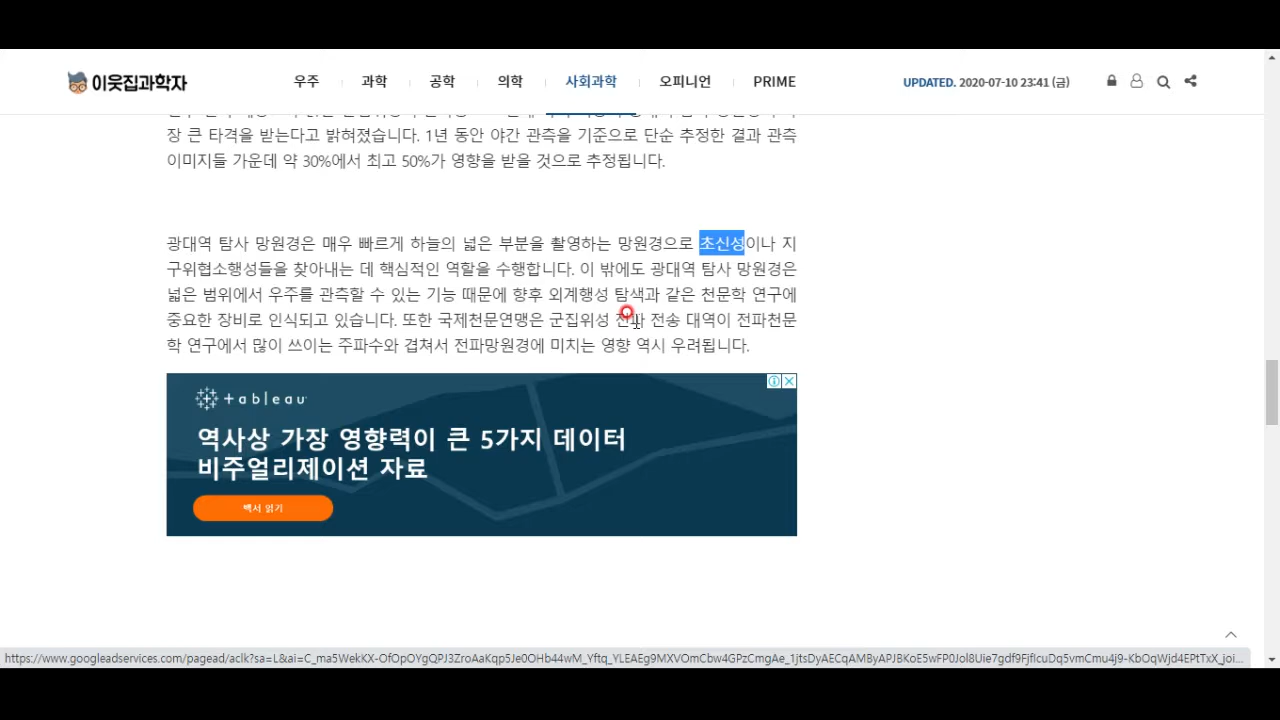 이웃집과학자
우주 과학 공학 의학 사회과학 오피니언 PRIME
UPDATED. 2020-07-10 23:41 (금)
장 큰 타격을 받는다고 밝혀졌습니다. 1년 동안 야간 관측을 기준으로 단순 추정한 결과 관측
이미지들 가운데 약 30%에서 최고 50%가 영향을 받을 것으로 추정됩니다.
광대역 탐사 망원경은 매우 빠르게 하늘의 넓은 부분을 촬영하는 망원경으로 초신성이나 지
구위협소행성들을 찾아내는 데 핵심적인 역할을 수행합니다. 이 밖에도 광대역 탐사 망원경은
넓은 범위에서 우주를 관측할 수 있는 기능 때문에 향후 외계행성 탐색과 같은 천문학 연구에
중요한 장비로 인식되고 있습니다. 또한 국제천문연맹은 군집위성 전파 전송 대역이 전파천문
학 연구에서 많이 쓰이는 주파수와 겹쳐서 전파망원경에 미치는 영향 역시 우려됩니다.
+ableau
역사상 가장 영향력이 큰 5가지 데이터
비주얼리제이션 자료
백서 읽기